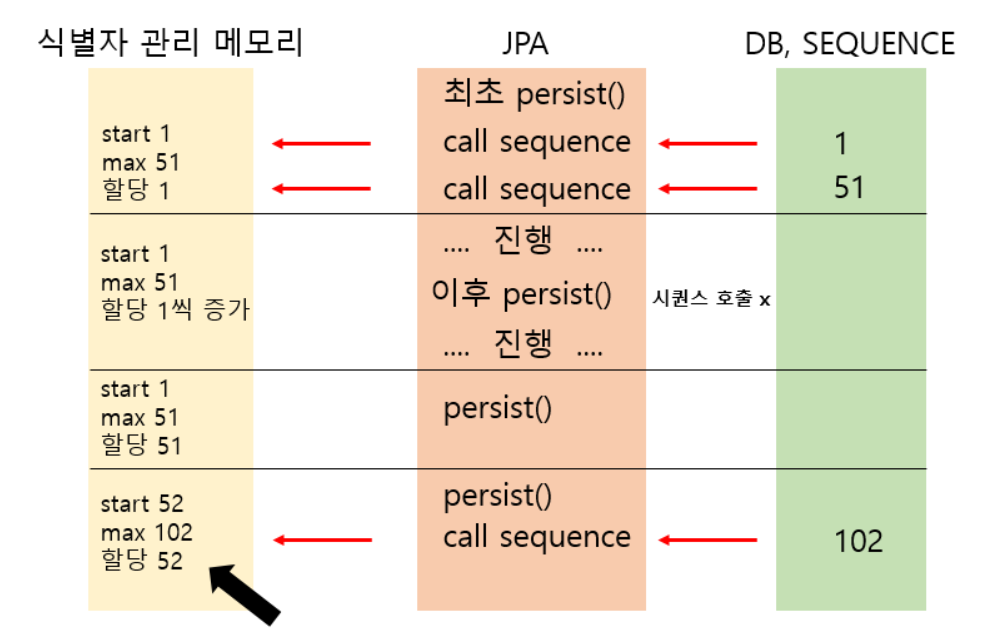 식별자 관리 메모리 JPA DB, SEQUENCE
최초 persist()
start 1
max 51
할당 1
call sequence 1
call sequence 51
.... 진행 ....
start 1
max 51
할당 1씩 증가
이후 persist() 시퀀스 호출 x
.... 진행 ....
start 1
max 51
할당 51
persist()
start 52
max 102
할당 52
persist()
call sequence 102